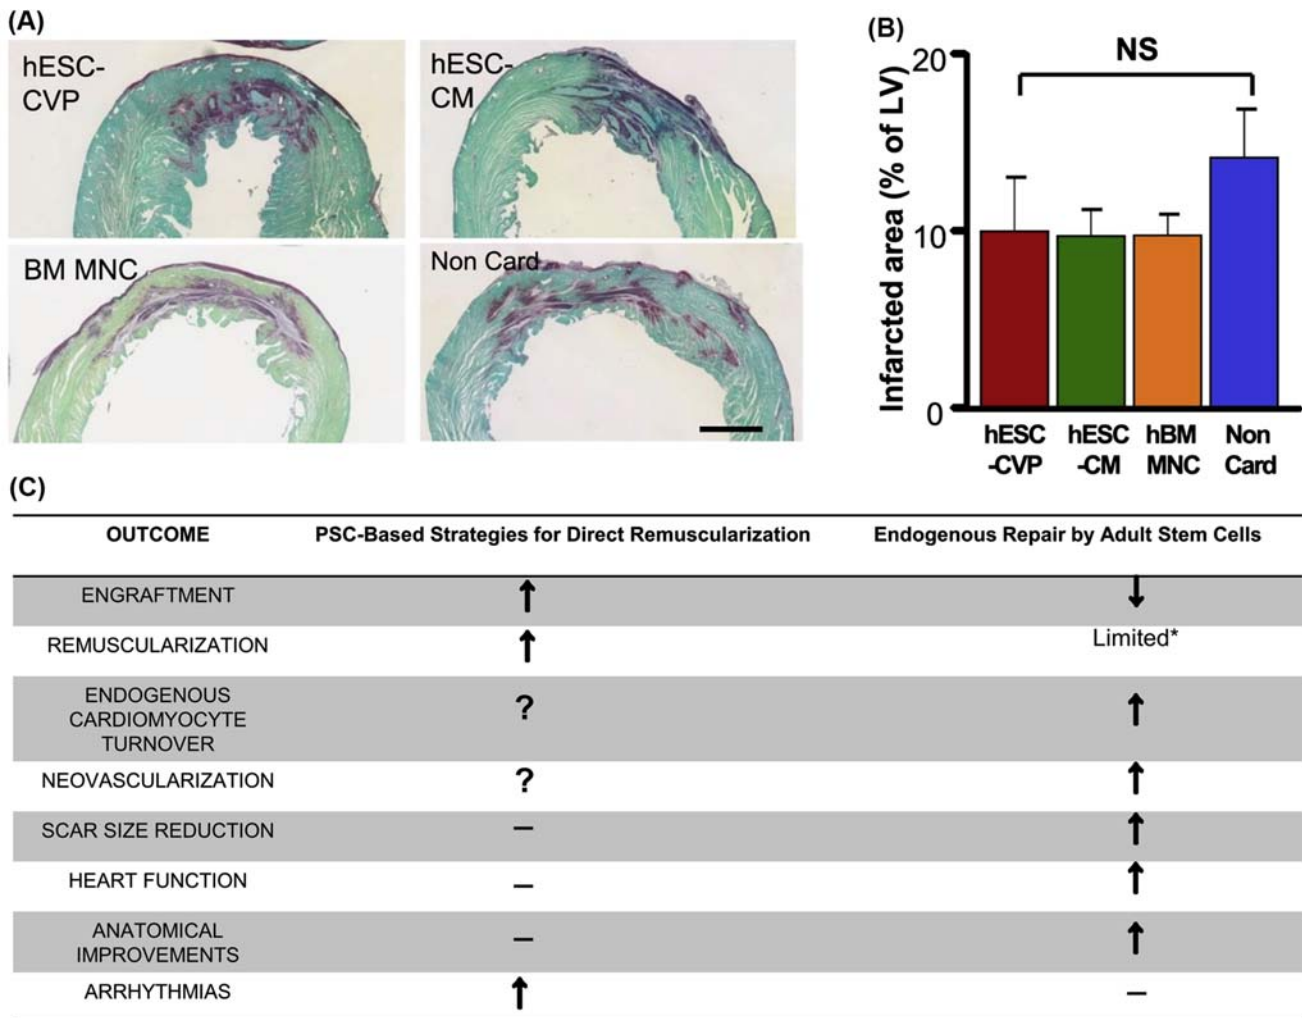 (A)
hESC-
CVP
hESC-
CM
BM MNC
Non Card
(B)
NS
Infarcted area (% of LV)
20
10
0
hESC
-CVP
hESC
-CM
hBM
MNC
Non
Card
(C)
OUTCOME PSC-Based Strategies for Direct Remuscularization Endogenous Repair by Adult Stem Cells
ENGRAFTMENT ↑ ↓
REMUSCULARIZATION ↑ Limited*
ENDOGENOUS
CARDIOMYOCYTE
TURNOVER ? ↑
NEOVASCULARIZATION ? ↑
SCAR SIZE REDUCTION – ↑
HEART FUNCTION – ↑
ANATOMICAL
IMPROVEMENTS – ↑
ARRHYTHMIAS ↑ –